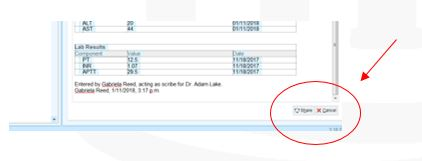 ALT 20 01/11/2018
AST 44 01/11/2018
Lab Results
Component Value Date
PT 12.5 11/18/2017
INR 1.07 11/18/2017
APTT 29.5 11/18/2017
Entered by Gabriela Reed, acting as scribe for Dr. Adam Lake.
Gabriela Reed, 1/11/2018, 3:17 p.m.
Share Cancel